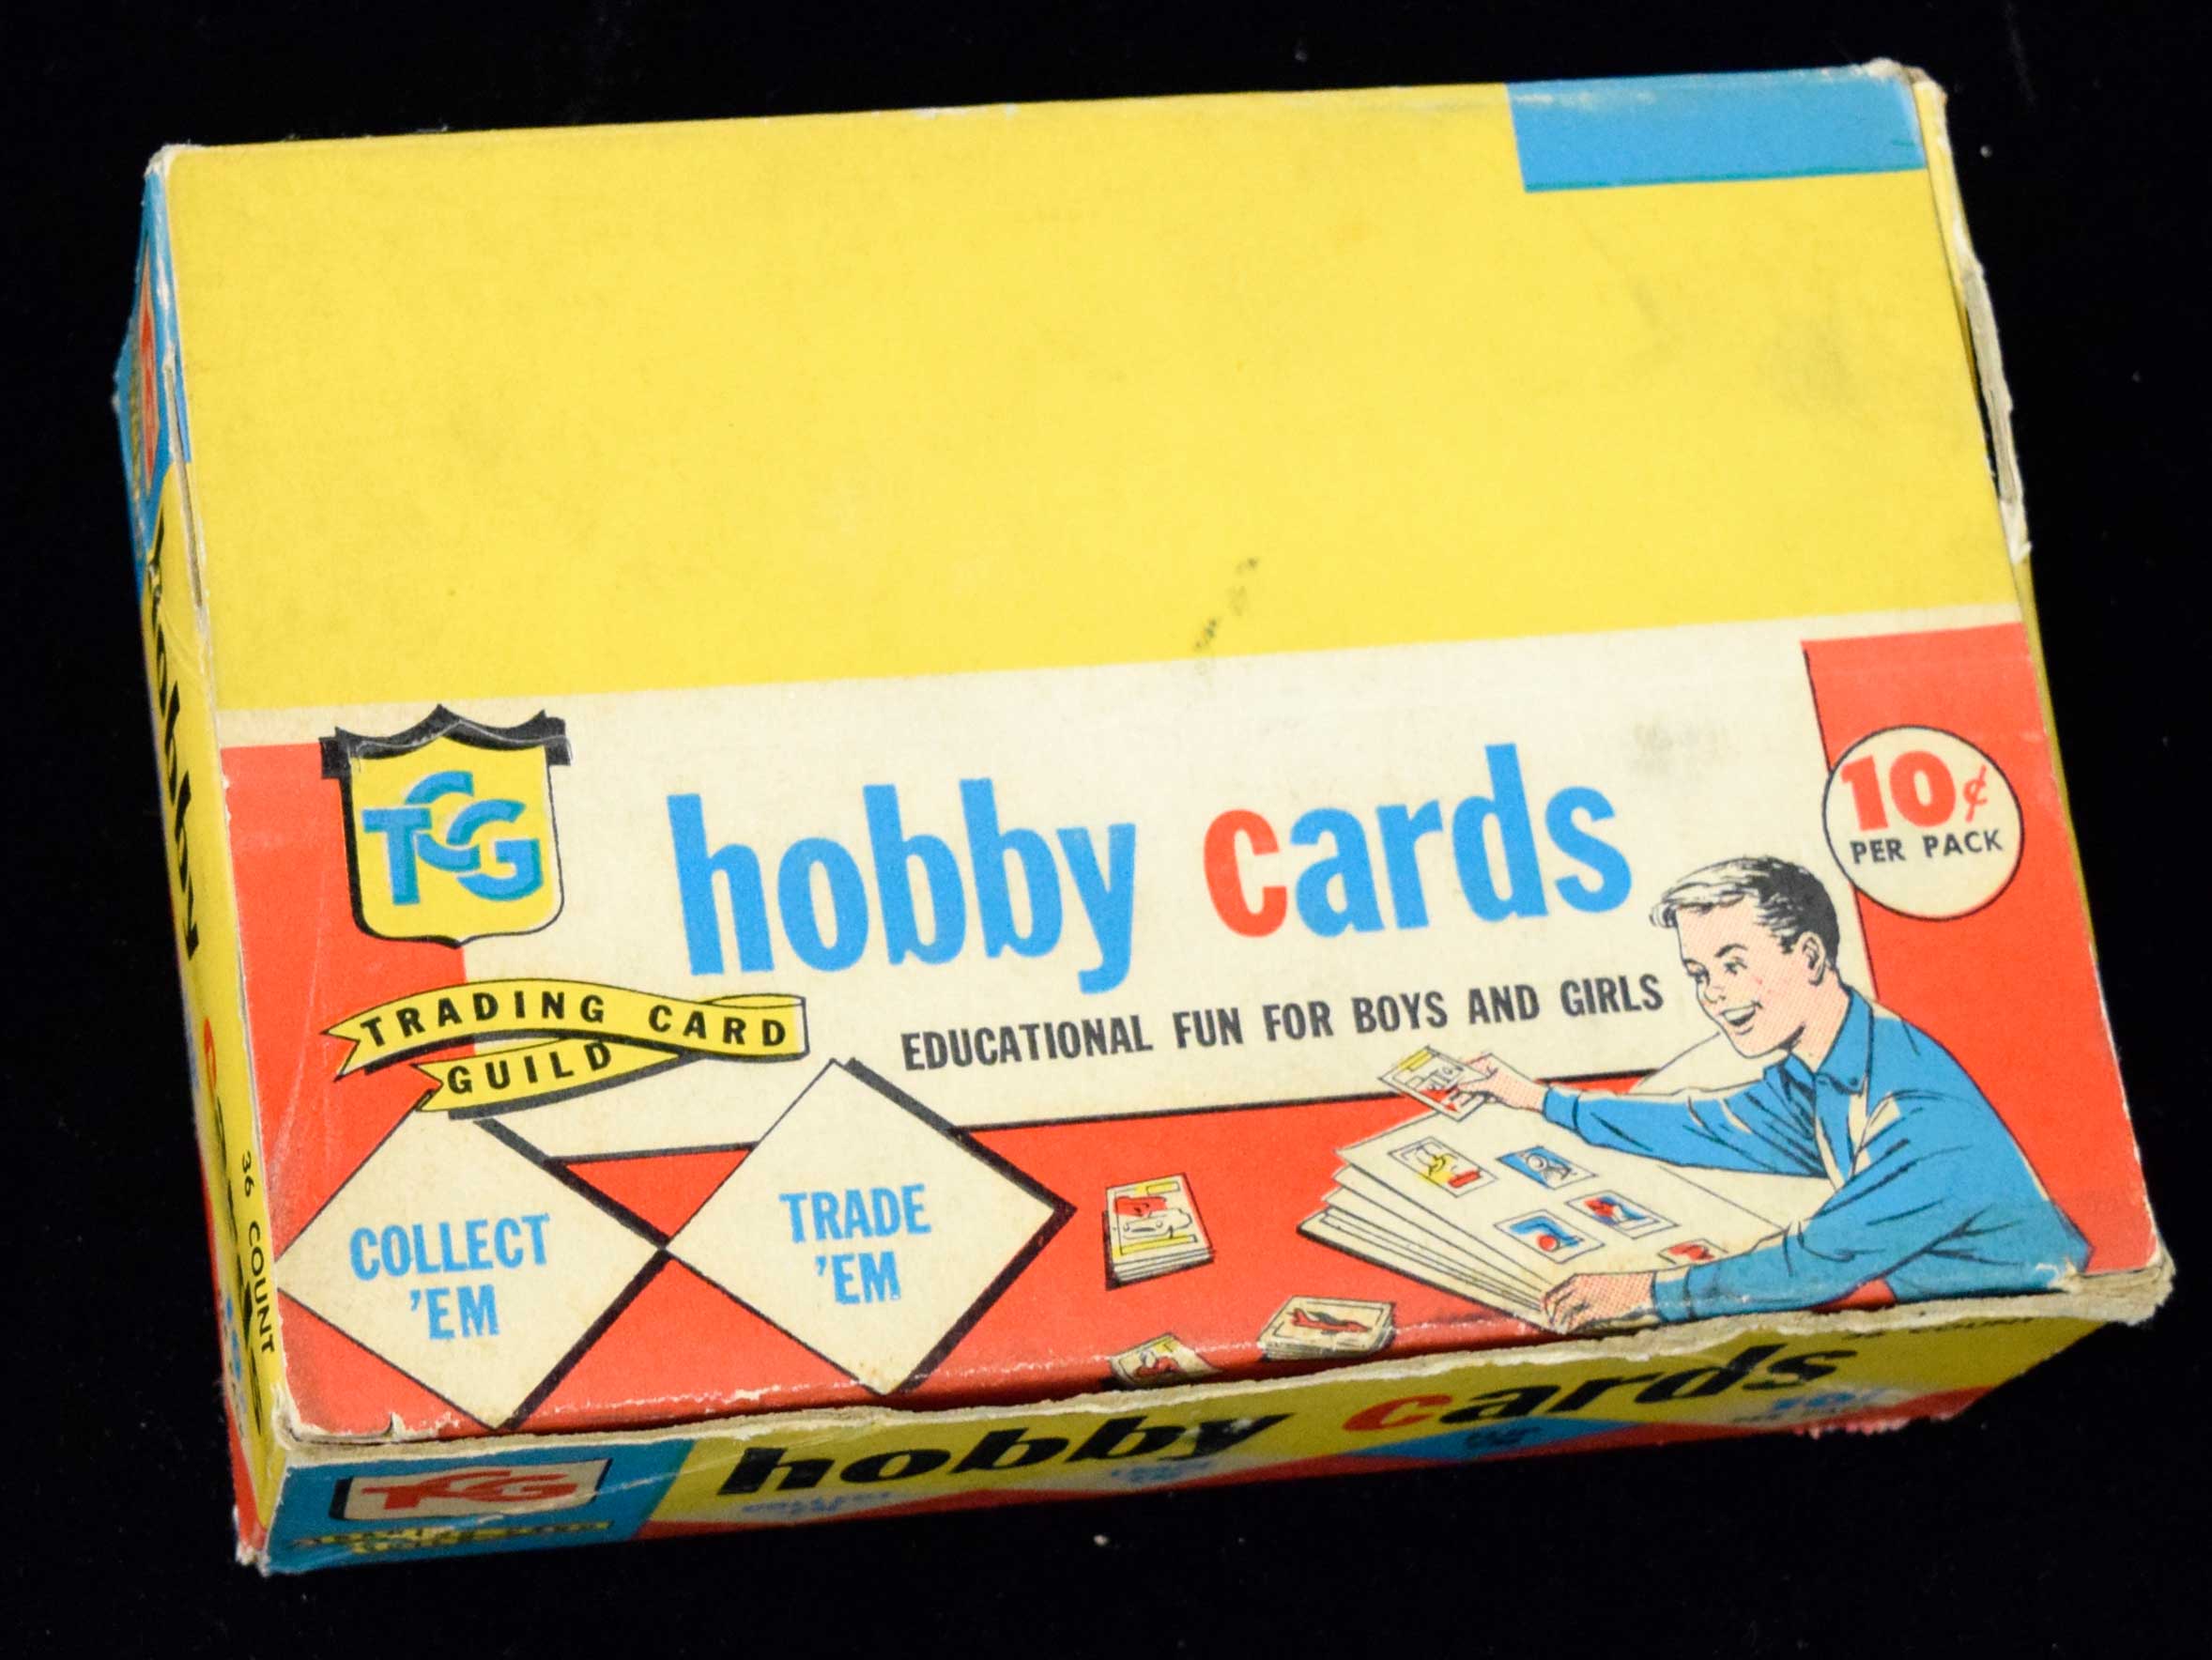 TCG
hobby cards
10¢
PER PACK
EDUCATIONAL FUN FOR BOYS AND GIRLS
TRADING CARD
GUILD
COLLECT
'EM
TRADE
'EM
hobby
36 COUNT
TCG
hobby cards